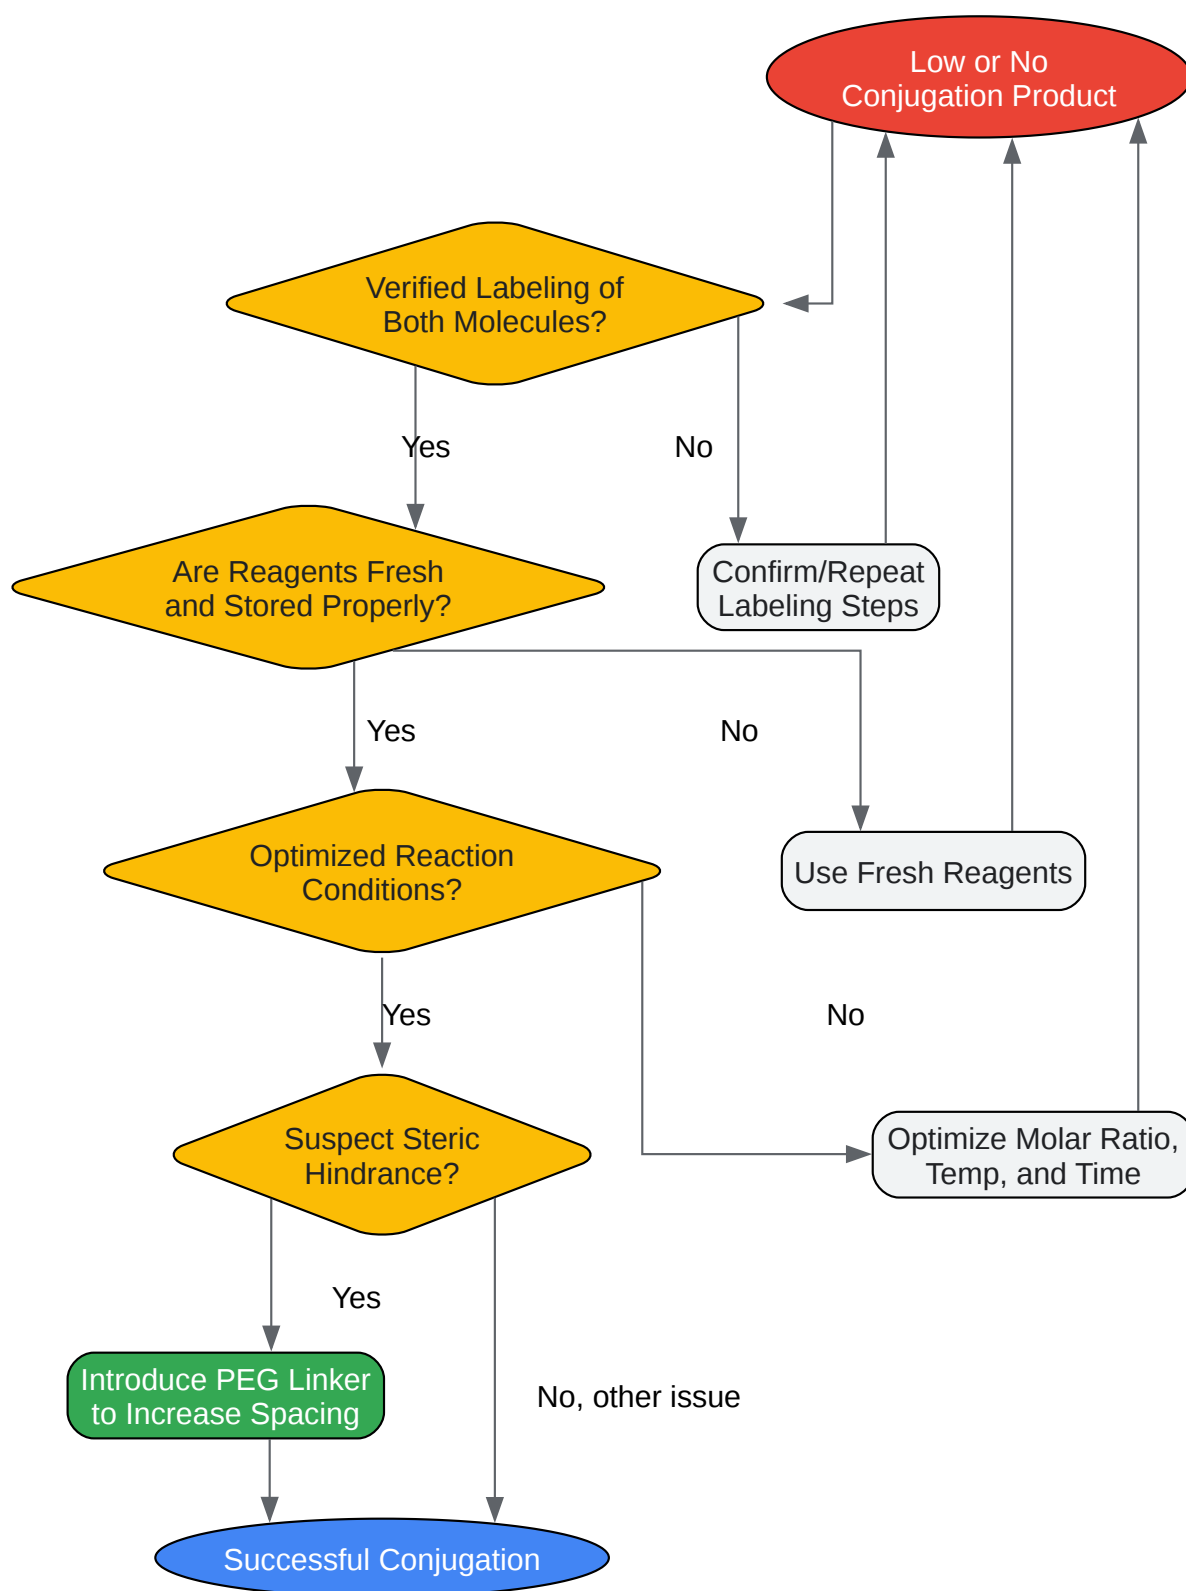 Low or No
Conjugation Product
Verified Labeling of
Both Molecules?
Yes
No
Are Reagents Fresh
and Stored Properly?
Confirm/Repeat
Labeling Steps
Yes
No
Optimized Reaction
Conditions?
Use Fresh Reagents
Yes
No
Suspect Steric
Hindrance?
Optimize Molar Ratio,
Temp, and Time
Yes
Introduce PEG Linker
to Increase Spacing
No, other issue
Successful Conjugation